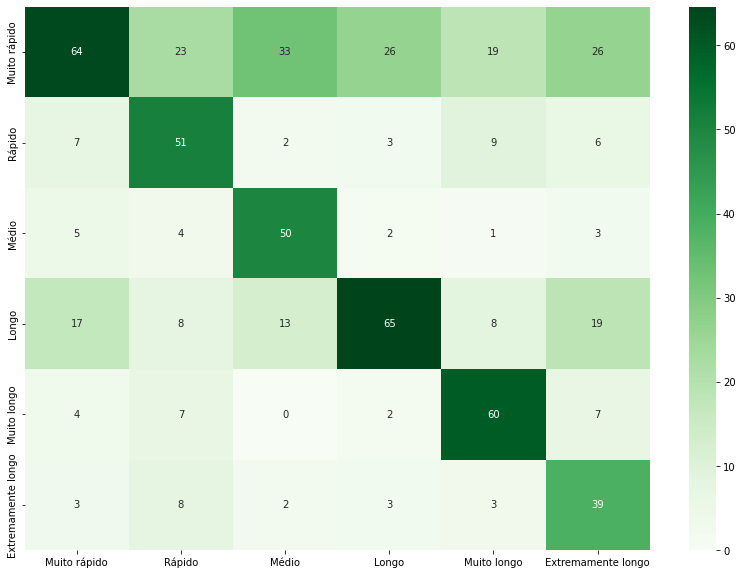 Muito rápido 64 23 33 26 19 26
Rápido 7 51 2 3 9 6
Médio 5 4 50 2 1 3
Longo 17 8 13 65 8 19
Muito longo 4 7 0 2 60 7
Extremamente longo 3 8 2 3 3 39
Muito rápido Rápido Médio Longo Muito longo Extremamente longo
60
50
40
30
20
10
0